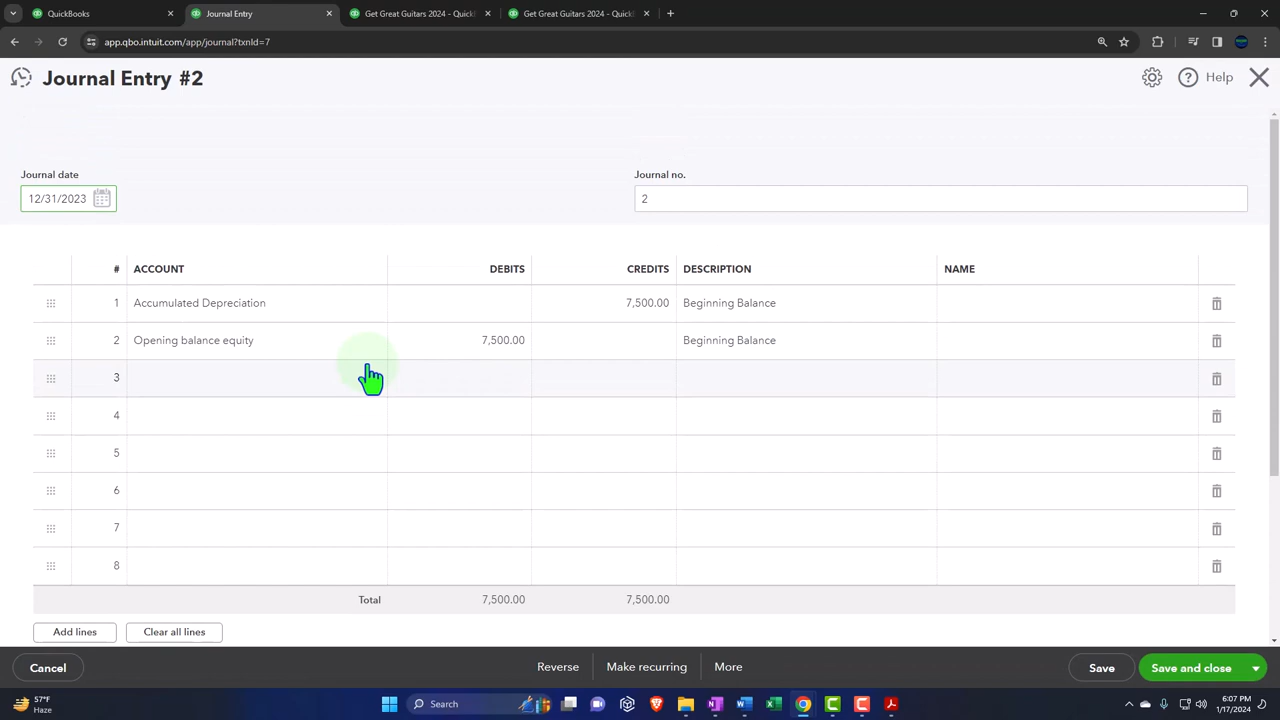 QuickBooks
Journal Entry
Get Great Guitars 2024 - QuickB
Get Great Guitars 2024 - QuickB
app.qbo.intuit.com/app/journal?txnId=7
Journal Entry #2
Help
Journal date
Journal no.
12/31/2023
2
# ACCOUNT DEBITS CREDITS DESCRIPTION NAME
1 Accumulated Depreciation 7,500.00 Beginning Balance
2 Opening balance equity 7,500.00 Beginning Balance
3
4
5
6
7
8
Total 7,500.00 7,500.00
Add lines Clear all lines
Cancel Reverse Make recurring More Save Save and close
57°F
Haze
Search
6:07 PM
1/17/2024